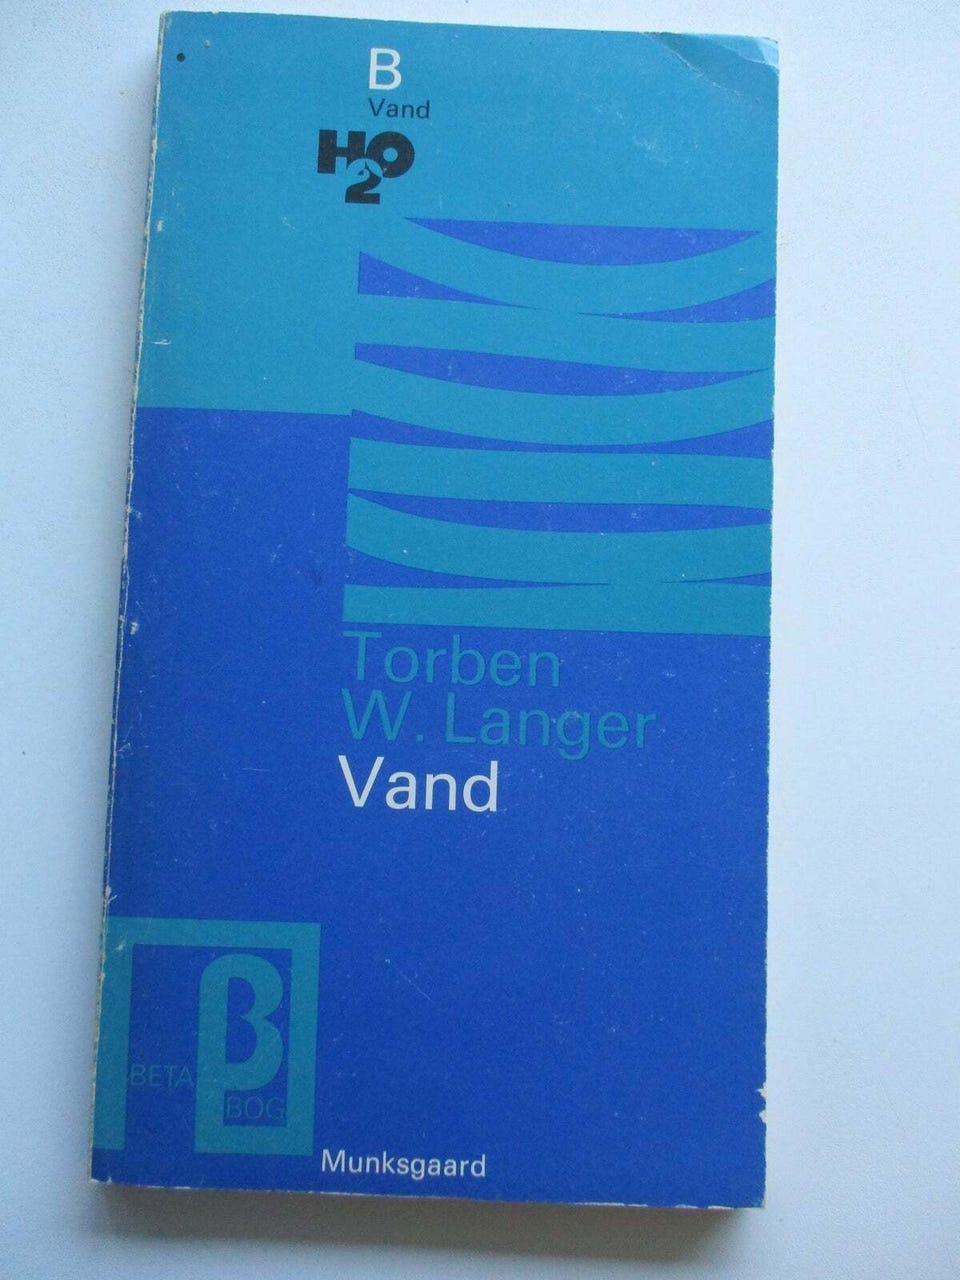 B
Vand
H2O
Torben
W. Langer
Vand
β
BETA
BOG
Munksgaard